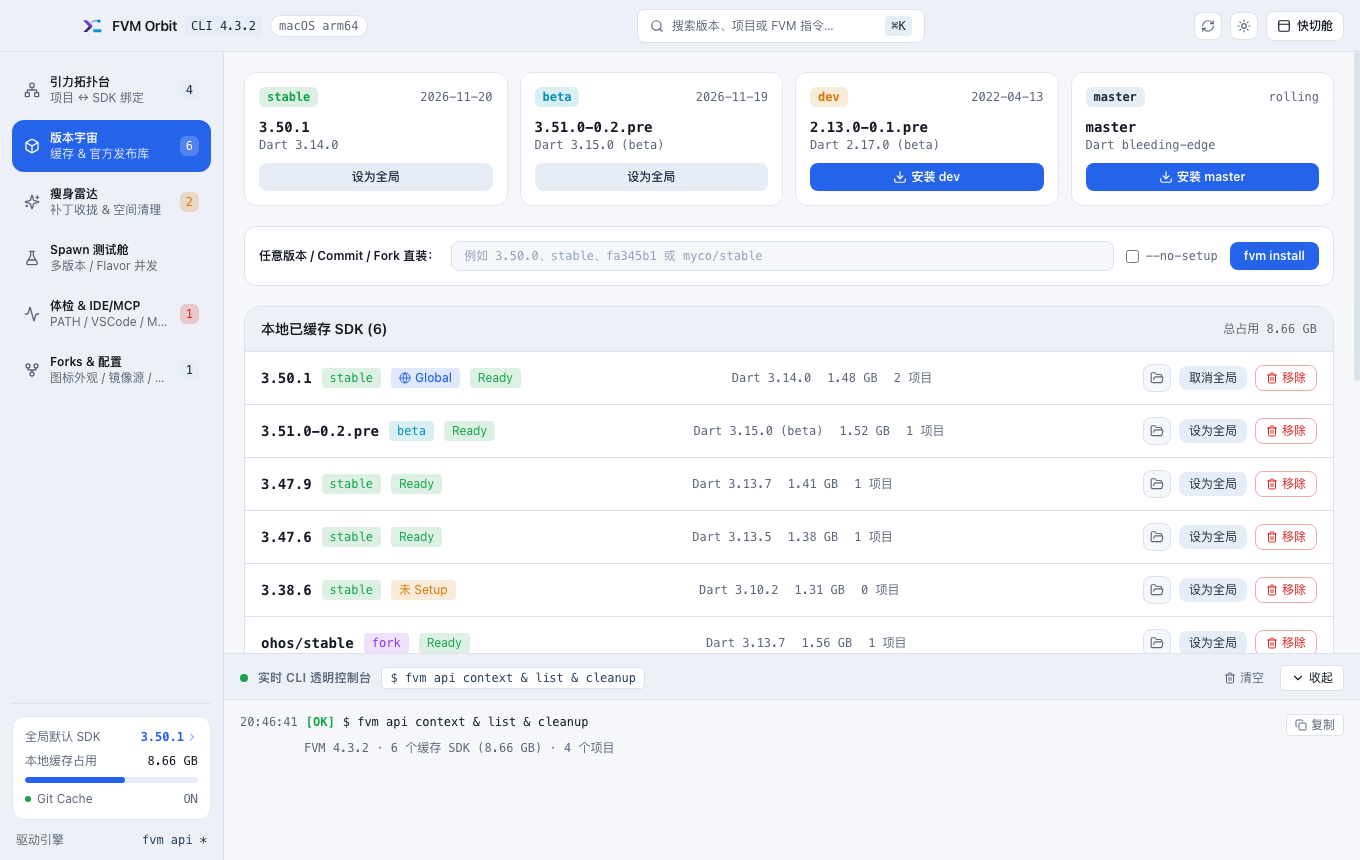 FVM Orbit CLI 4.3.2 macOS arm64
搜索版本、项目或 FVM 指令... ⌘K
快切舱
引力拓扑台
项目 ↔ SDK 绑定
4
版本宇宙
缓存 & 官方发布库
6
瘦身雷达
补丁收拢 & 空间清理
2
Spawn 测试舱
多版本 / Flavor 并发
体检 & IDE/MCP
PATH / VSCode / M...
1
Forks & 配置
图标外观 / 镜像源 / ...
1
全局默认 SDK 3.50.1
本地缓存占用 8.66 GB
Git Cache ON
驱动引擎 fvm api *
stable 2026-11-20
3.50.1
Dart 3.14.0
设为全局
beta 2026-11-19
3.51.0-0.2.pre
Dart 3.15.0 (beta)
设为全局
dev 2022-04-13
2.13.0-0.1.pre
Dart 2.17.0 (beta)
安装 dev
master rolling
master
Dart bleeding-edge
安装 master
任意版本 / Commit / Fork 直装： 例如 3.50.0、stable、fa345b1 或 myco/stable --no-setup fvm install
本地已缓存 SDK (6) 总占用 8.66 GB
3.50.1 stable Global Ready Dart 3.14.0 1.48 GB 2 项目 取消全局 移除
3.51.0-0.2.pre beta Ready Dart 3.15.0 (beta) 1.52 GB 1 项目 设为全局 移除
3.47.9 stable Ready Dart 3.13.7 1.41 GB 1 项目 设为全局 移除
3.47.6 stable Ready Dart 3.13.5 1.38 GB 1 项目 设为全局 移除
3.38.6 stable 未 Setup Dart 3.10.2 1.31 GB 0 项目 设为全局 移除
ohos/stable fork Ready Dart 3.13.7 1.56 GB 1 项目 设为全局 移除
实时 CLI 透明控制台 $ fvm api context & list & cleanup 清空 收起
20:46:41 [OK] $ fvm api context & list & cleanup 复制
FVM 4.3.2 · 6 个缓存 SDK (8.66 GB) · 4 个项目